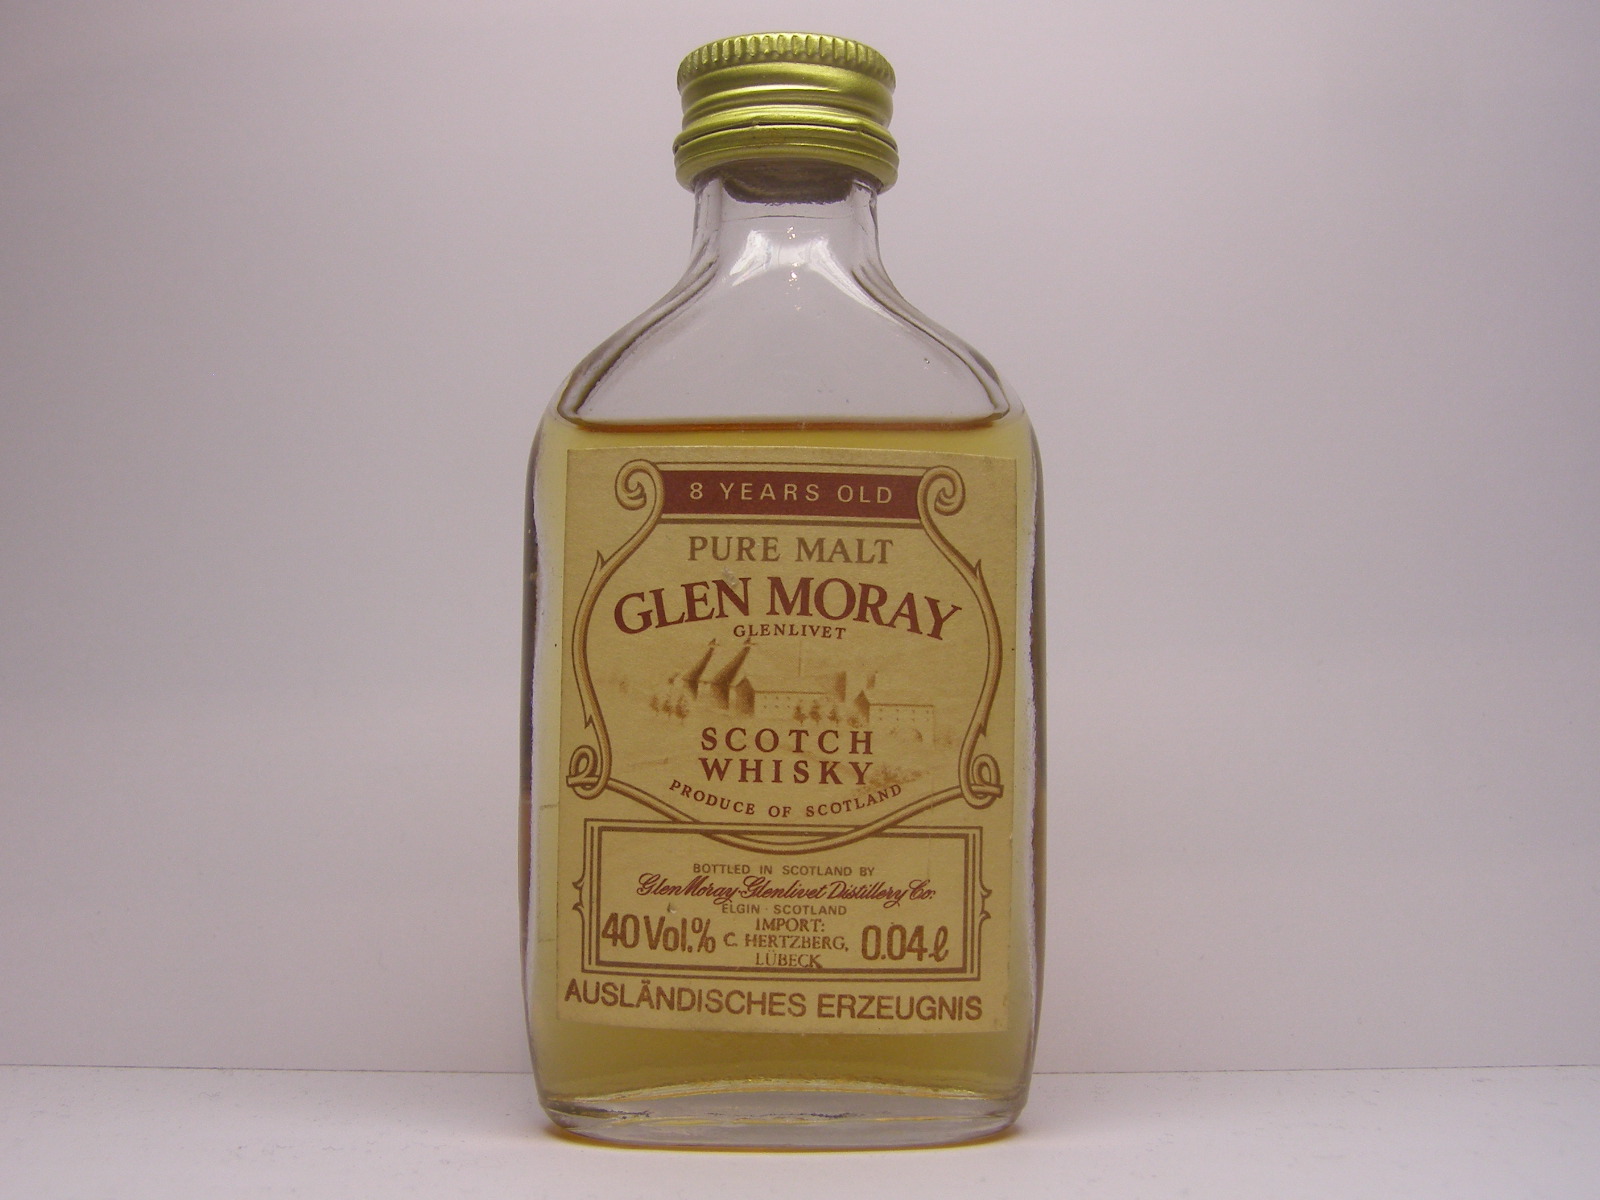 8 YEARS OLD
PURE MALT
GLEN MORAY
GLENLIVET
SCOTCH
WHISKY
PRODUCE OF SCOTLAND
BOTTLED IN SCOTLAND BY
Glen Moray-Glenlivet Distillery Co:
ELGIN · SCOTLAND
40 Vol.% IMPORT: C. HERTZBERG, LÜBECK 0.04 ℓ
AUSLÄNDISCHES ERZEUGNIS